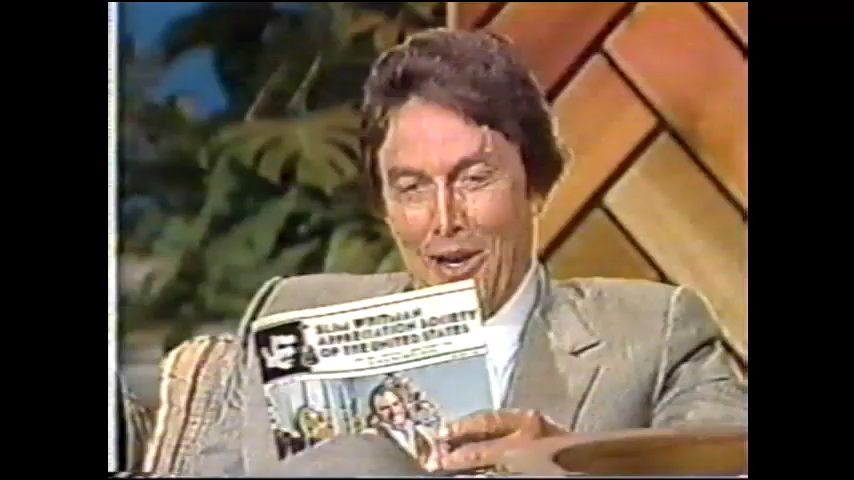 SLIM WHITMAN
APPRECIATION SOCIETY
OF THE UNITED STATES